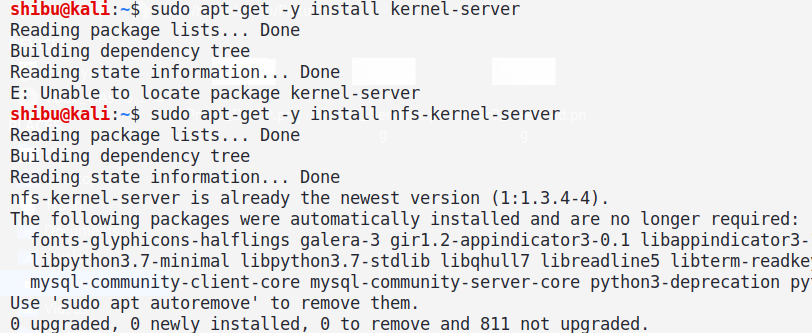 shibu@kali:~$ sudo apt-get -y install kernel-server
Reading package lists... Done
Building dependency tree
Reading state information... Done
E: Unable to locate package kernel-server
shibu@kali:~$ sudo apt-get -y install nfs-kernel-server
Reading package lists... Done
Building dependency tree
Reading state information... Done
nfs-kernel-server is already the newest version (1:1.3.4-4).
The following packages were automatically installed and are no longer required:
fonts-glyphicons-halflings galera-3 gir1.2-appindicator3-0.1 libappindicator3-
libpython3.7-minimal libpython3.7-stdlib libqhull7 libreadline5 libterm-readke
mysql-community-client-core mysql-community-server-core python3-deprecation py
Use 'sudo apt autoremove' to remove them.
0 upgraded, 0 newly installed, 0 to remove and 811 not upgraded.